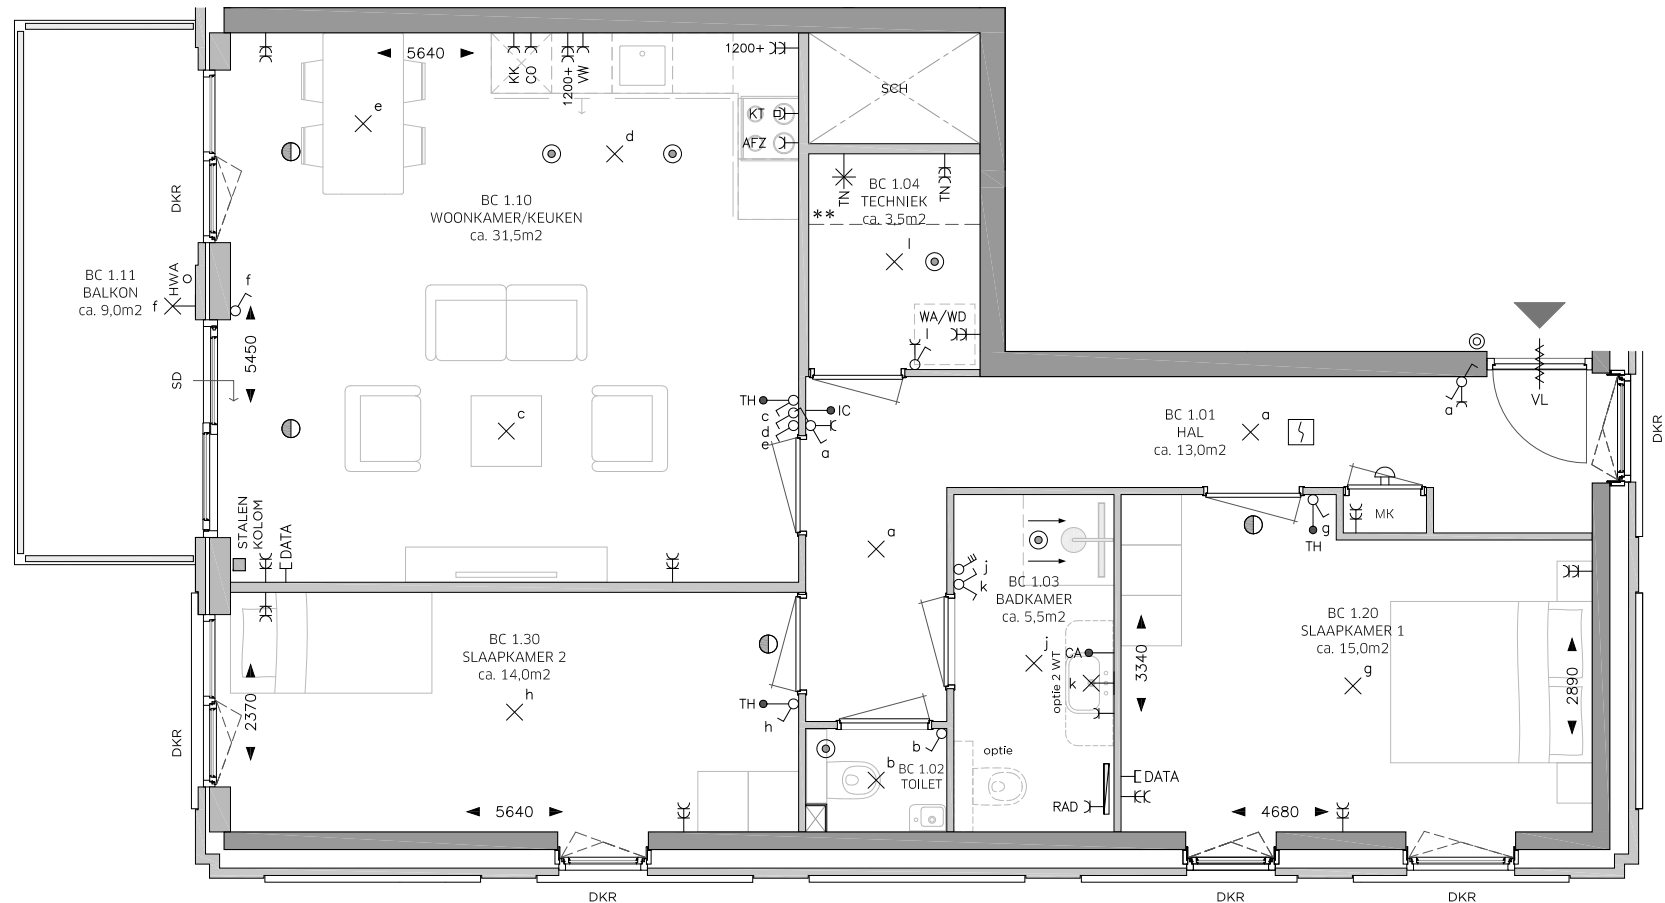 5640
KK
CO
1200+
VW
1200+
SCH
KT
AFZ
e
d
DKR
BC 1.10
WOONKAMER/KEUKEN
ca. 31,5m2
TN
BC 1.04
TECHNIEK
ca. 3,5m2
TN
**
l
BC 1.11
BALKON
ca. 9,0m2
HWA
f
f
5450
SD
WA/WD
l
TH
c
d
e
IC
a
c
BC 1.01
HAL
ca. 13,0m2
a
a
VL
DKR
STALEN
KOLOM
DATA
a
MK
g
TH
j
k
BC 1.03
BADKAMER
ca. 5,5m2
BC 1.30
SLAAPKAMER 2
ca. 14,0m2
h
BC 1.20
SLAAPKAMER 1
ca. 15,0m2
g
j
CA
k
optie 2 WT
3340
2890
2370
DKR
TH
h
b
b
BC 1.02
TOILET
optie
DATA
RAD
5640
4680
DKR
DKR
DKR